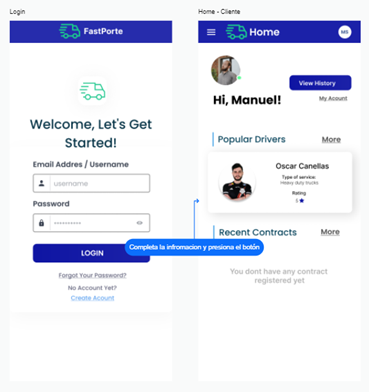 Login
FastPorte
Welcome, Let's Get
Started!
Email Addres / Username
username
Password
LOGIN
Forgot Your Password?
No Account Yet?
Create Acount
Completa la infromacion y presiona el botón
Home - Cliente
Home
MS
View History
Hi, Manuel!
My Acount
Popular Drivers
More
Oscar Canellas
Type of service:
Heavy duty trucks
Rating
5
Recent Contracts
More
You dont have any contract
registered yet